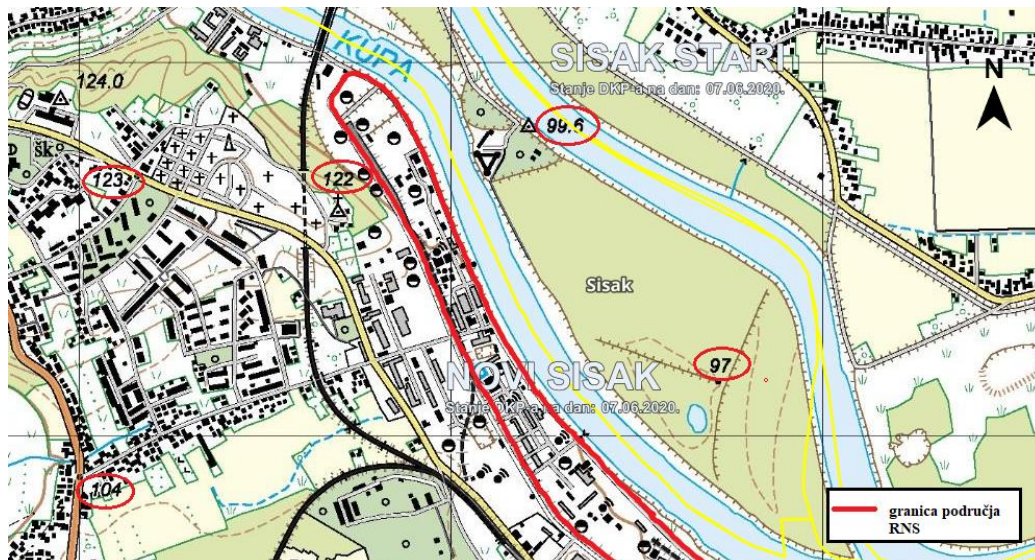 KUPA
SISAK STARI
Stanje DKP-a na dan: 07.06.2020.
N
124.0
99.6
šk
123
122
Sisak
97
NOVI SISAK
Stanje DKP-a na dan: 07.06.2020.
104
granica područja
RNS